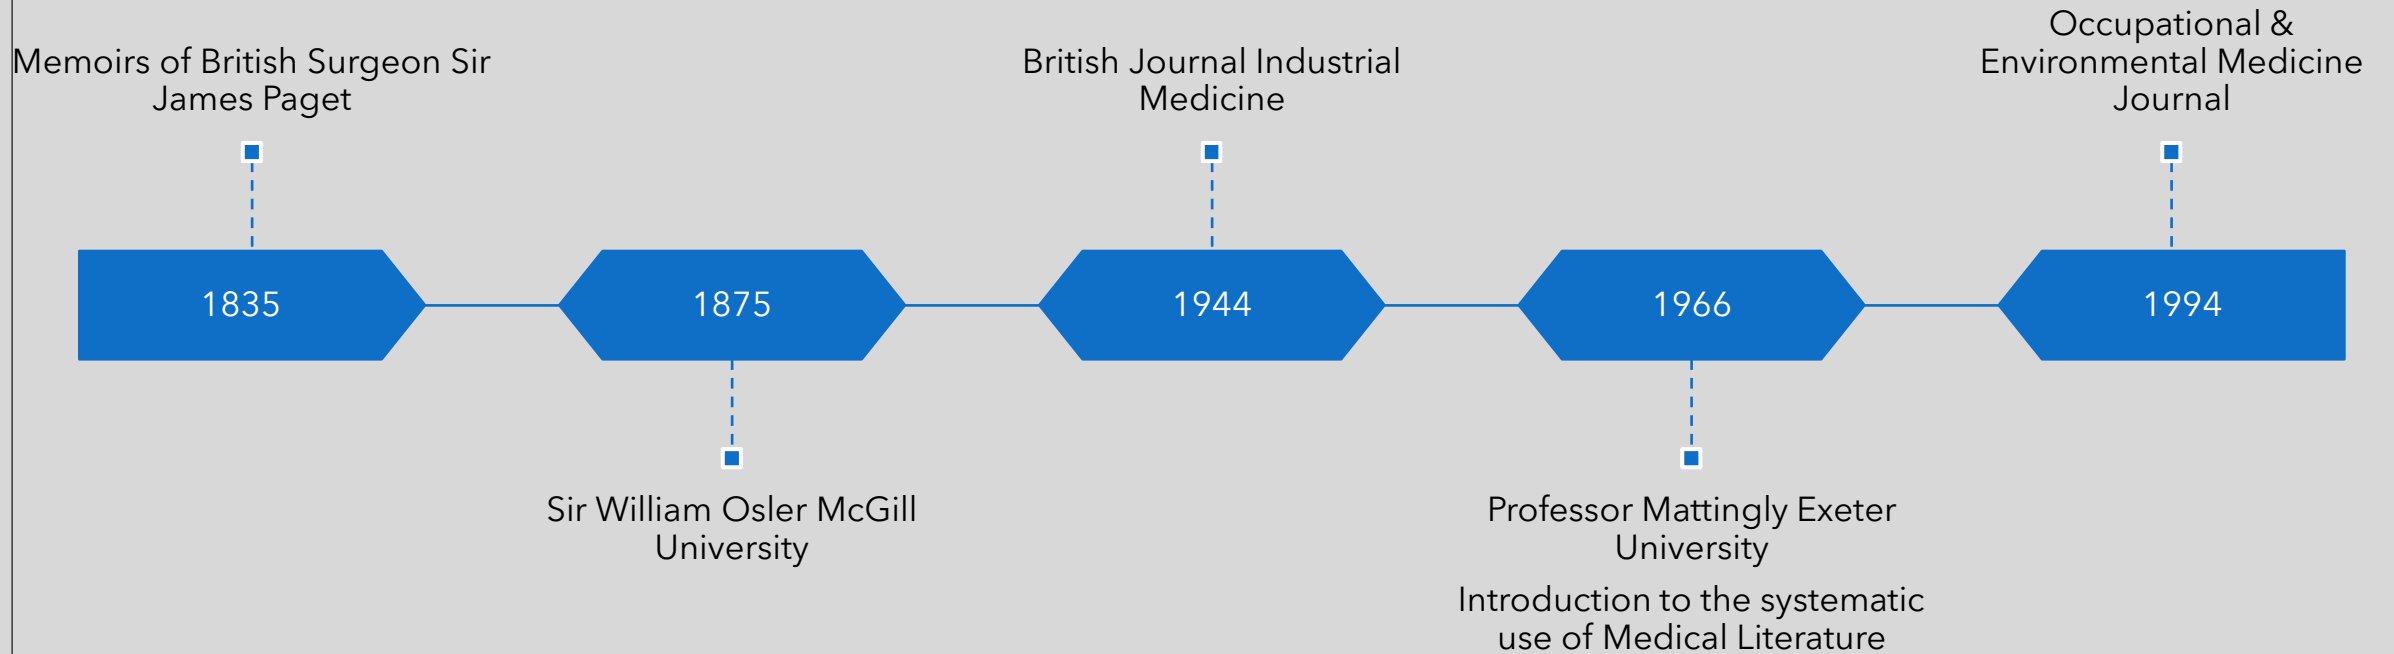 Memoirs of British Surgeon Sir
James Paget
British Journal Industrial
Medicine
Occupational &
Environmental Medicine
Journal
1835
1875
1944
1966
1994
Sir William Osler McGill
University
Professor Mattingly Exeter
University
Introduction to the systematic
use of Medical Literature